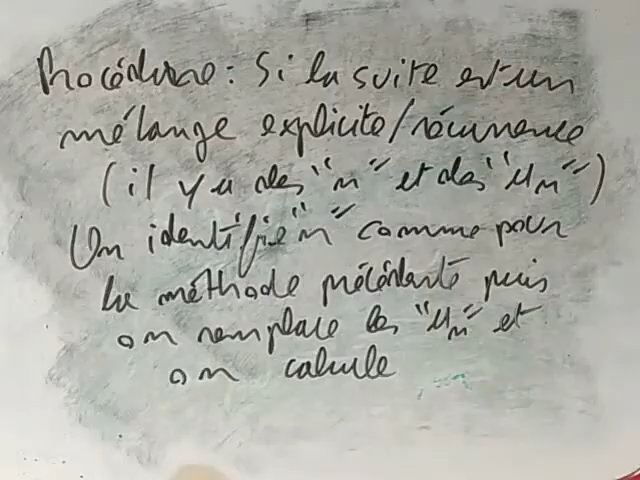 Procédure : Si la suite est un
mélange explicite/récurrence
(il y a des "n" et des "un")
On identifie "n" comme pour
la méthode précédente puis
on remplace les "un" et
on calcule